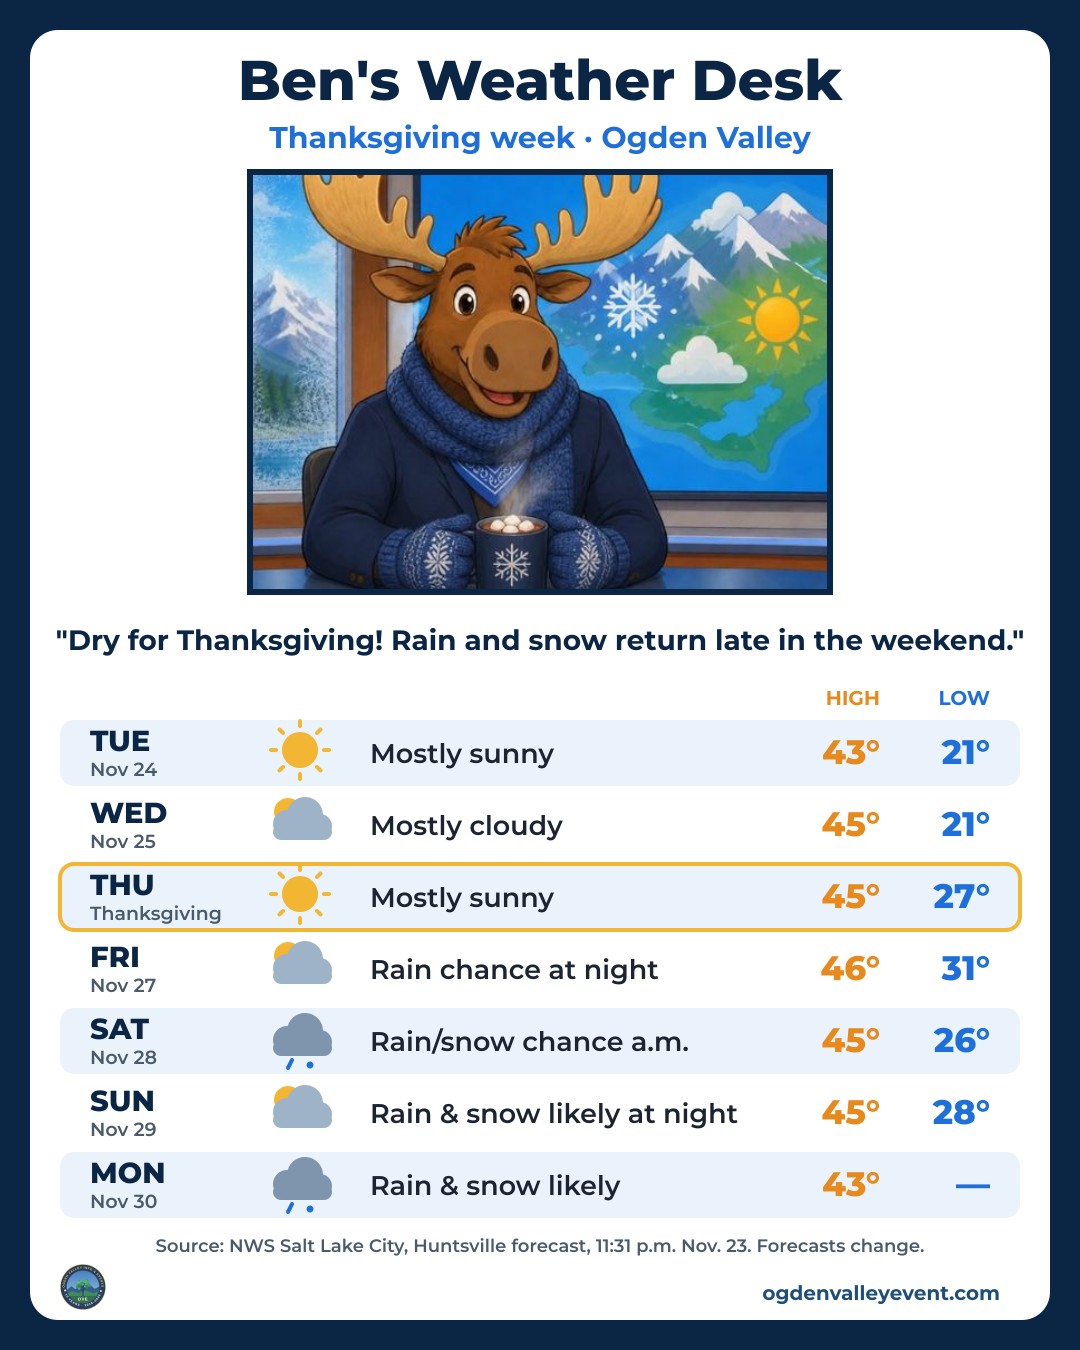 Ben's Weather Desk
Thanksgiving week · Ogden Valley
"Dry for Thanksgiving! Rain and snow return late in the weekend."
HIGH LOW
TUE
Nov 24
Mostly sunny 43° 21°
WED
Nov 25
Mostly cloudy 45° 21°
THU
Thanksgiving
Mostly sunny 45° 27°
FRI
Nov 27
Rain chance at night 46° 31°
SAT
Nov 28
Rain/snow chance a.m. 45° 26°
SUN
Nov 29
Rain & snow likely at night 45° 28°
MON
Nov 30
Rain & snow likely 43° —
Source: NWS Salt Lake City, Huntsville forecast, 11:31 p.m. Nov. 23. Forecasts change.
OVE
ogdenvalleyevent.com